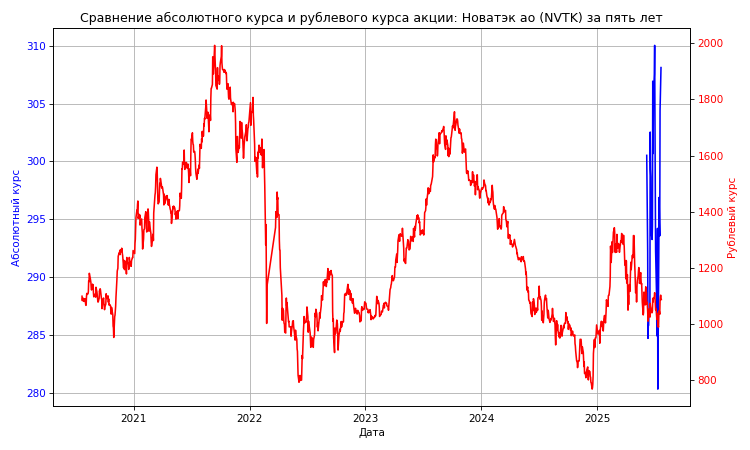 Сравнение абсолютного курса и рублевого курса акции: Новатэк ао (NVTK) за пять лет
310
305
300
295
290
285
280
Абсолютный курс
2000
1800
1600
1400
1200
1000
800
Рублевый курс
2021 2022 2023 2024 2025
Дата